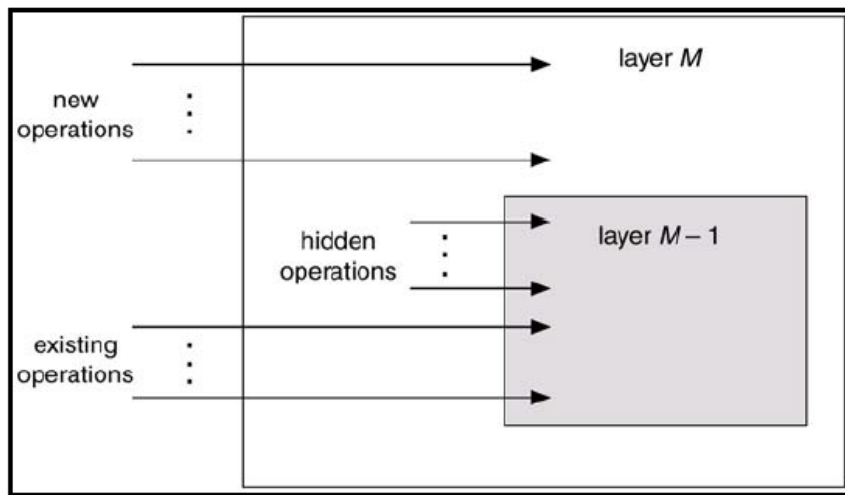 layer M
new
operations
hidden
operations
layer M – 1
existing
operations